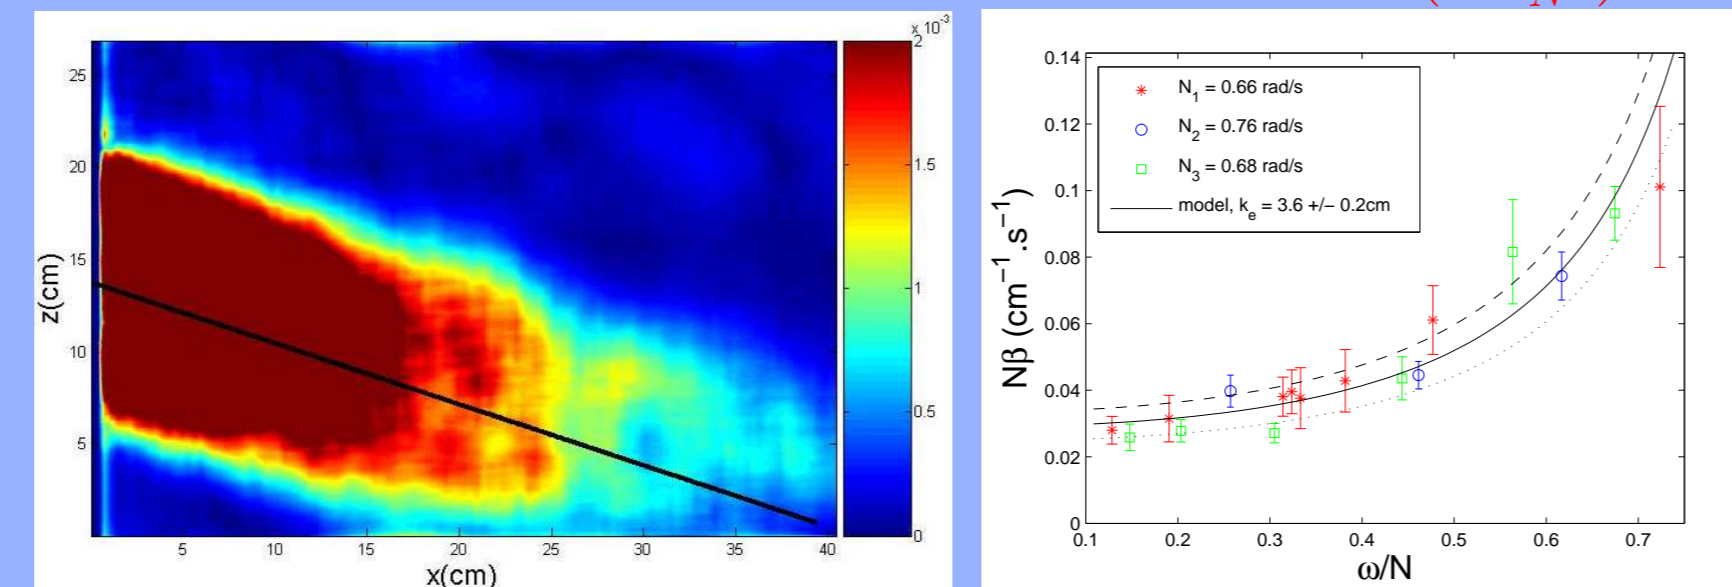 x 10⁻³
2
1.5
1
0.5
0
25
20
15
10
5
z(cm)
5 10 15 20 25 30 35 40
x(cm)
N
0.14
0.12
0.1
0.08
0.06
0.04
0.02
0
Nβ (cm⁻¹.s⁻¹)
N₁ = 0.66 rad/s
N₂ = 0.76 rad/s
N₃ = 0.68 rad/s
model, kₑ = 3.6 +/− 0.2cm
0.1 0.2 0.3 0.4 0.5 0.6 0.7
ω/N